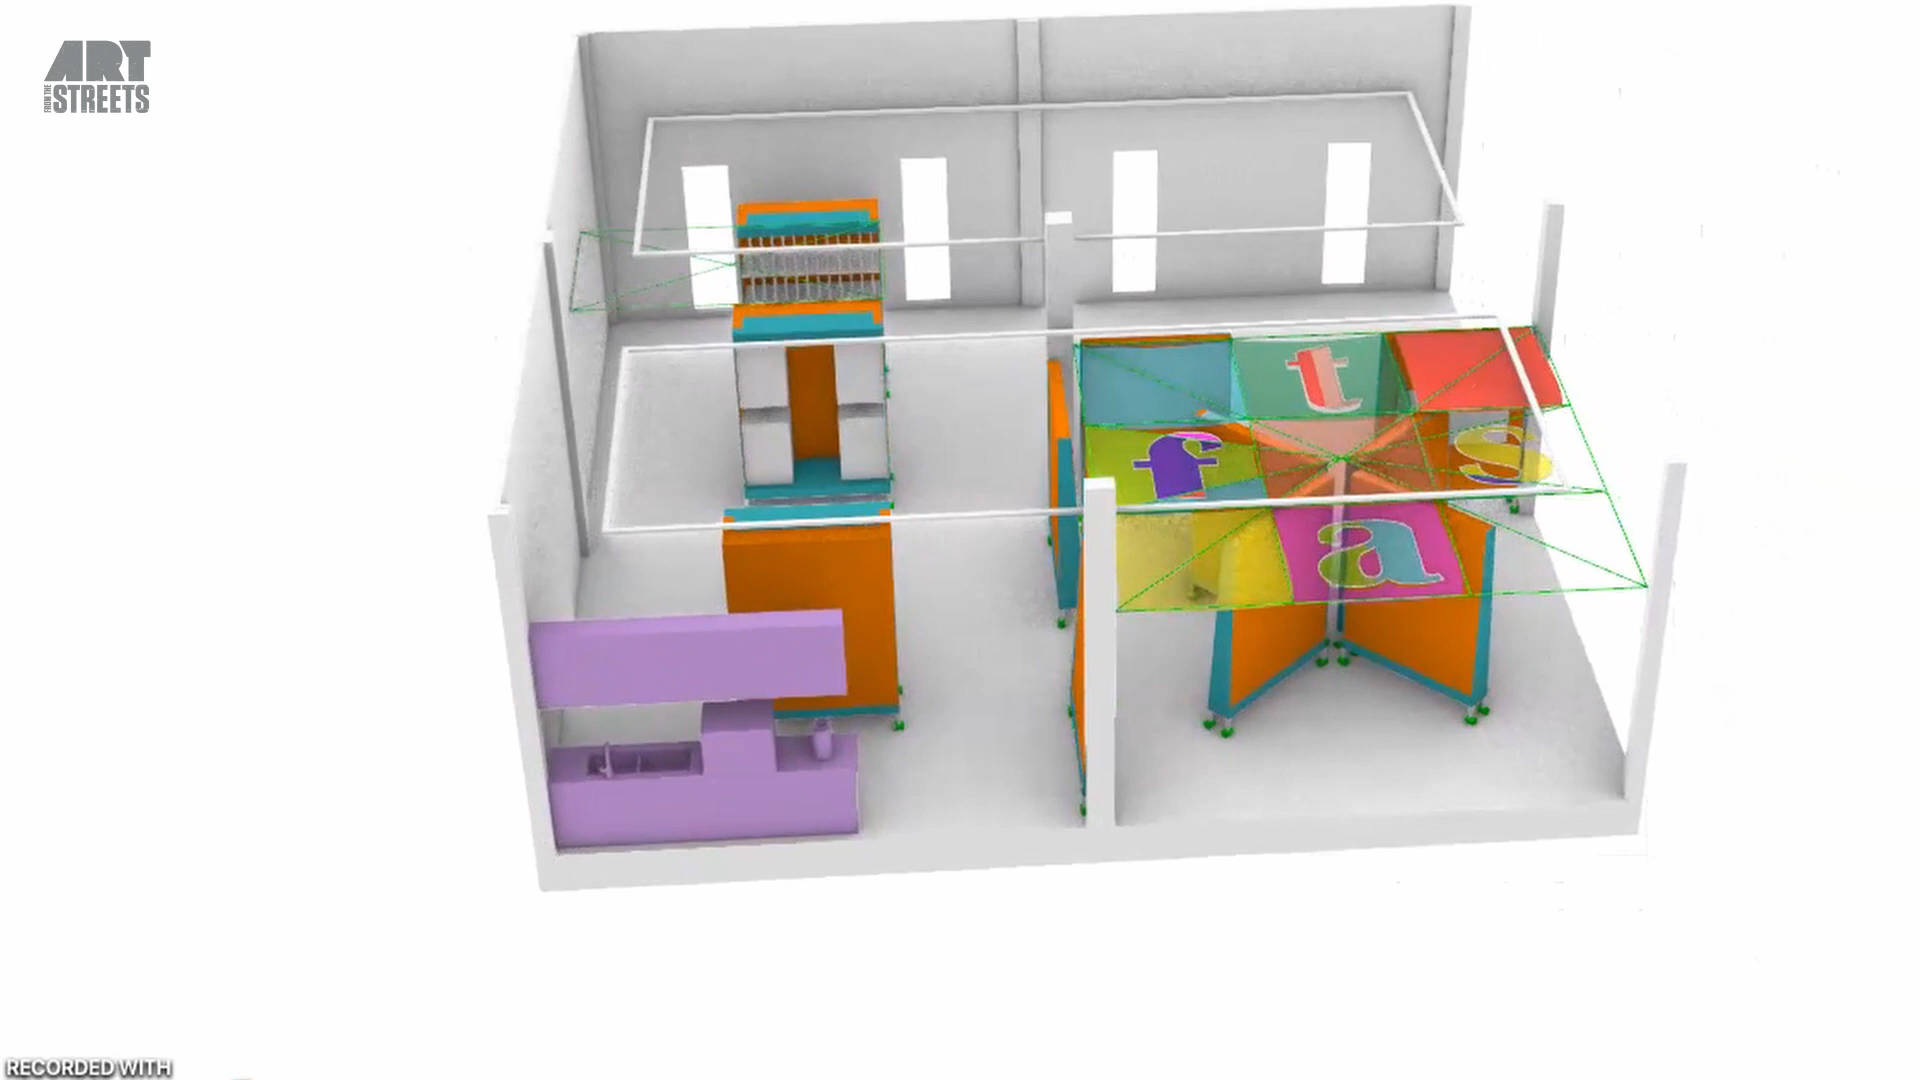 ART
FROM THE
STREETS
t
f
s
a
RECORDED WITH